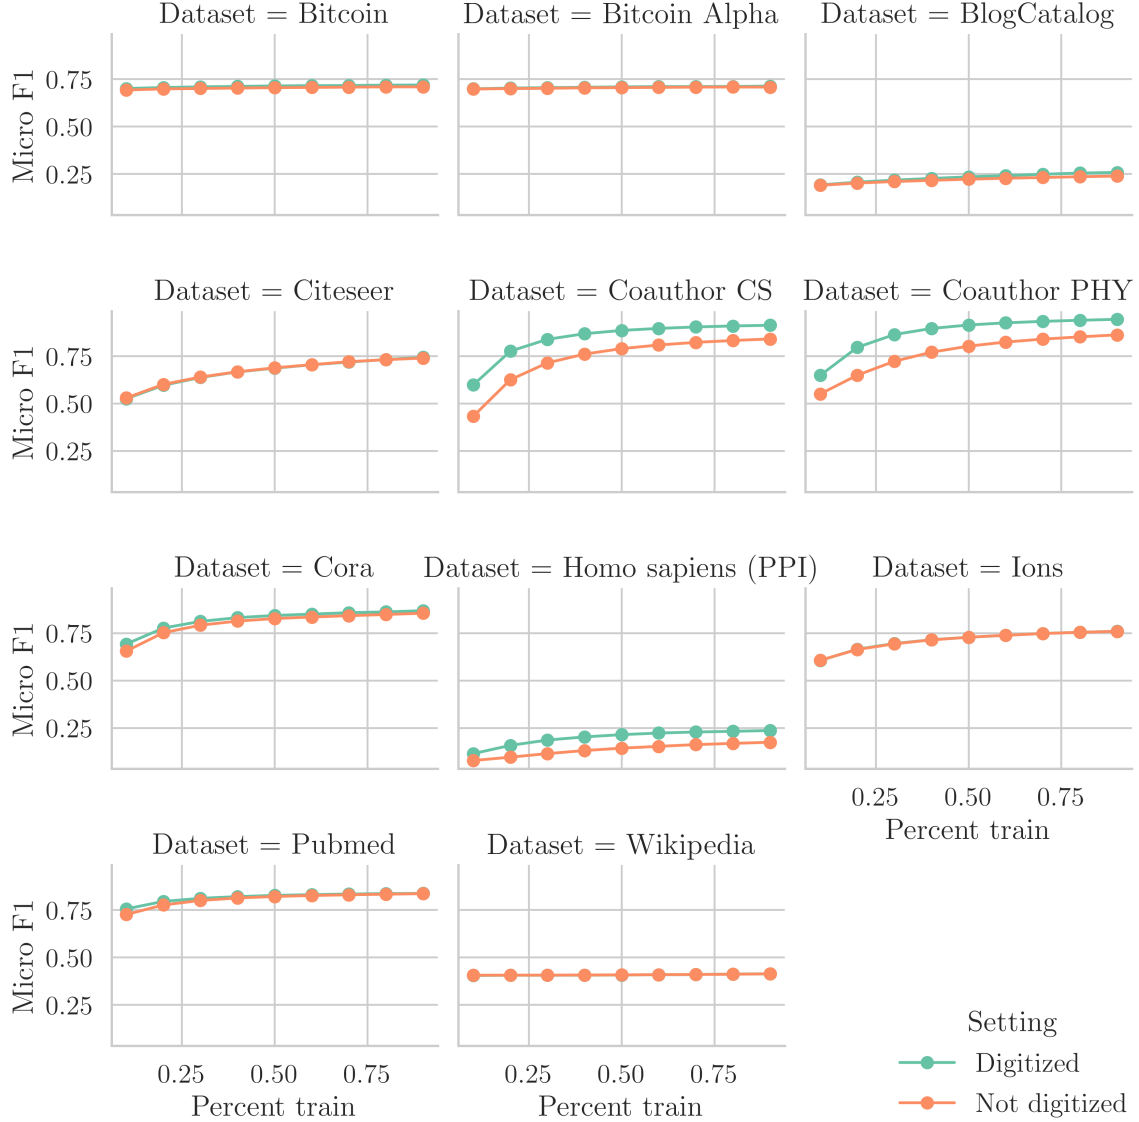 Dataset = Bitcoin
Dataset = Bitcoin Alpha
Dataset = BlogCatalog
Micro F1
0.75
0.50
0.25
Dataset = Citeseer
Dataset = Coauthor CS
Dataset = Coauthor PHY
Micro F1
0.75
0.50
0.25
Dataset = Cora
Dataset = Homo sapiens (PPI)
Dataset = Ions
Micro F1
0.75
0.50
0.25
0.25 0.50 0.75
Percent train
Dataset = Pubmed
Dataset = Wikipedia
Micro F1
0.75
0.50
0.25
0.25 0.50 0.75
Percent train
0.25 0.50 0.75
Percent train
Setting
Digitized
Not digitized